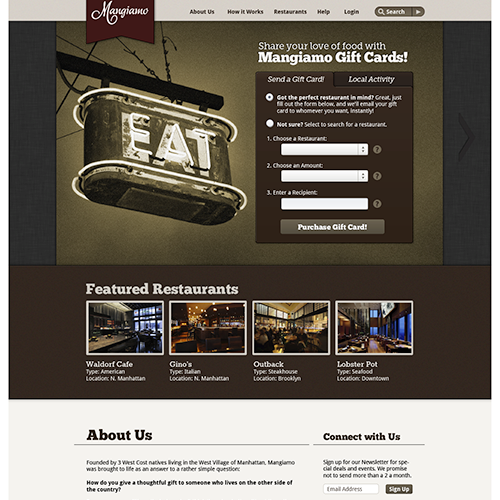 Mangiamo
About Us
How it Works
Restaurants
Help
Login
Search
Share your love of food with
Mangiamo Gift Cards!
Send a Gift Card!
Local Activity
Got the perfect restaurant in mind? Great, just
fill out the form below, and we'll email your gift
card to whomever you want, instantly!
Not sure? Select to search for a restaurant.
1. Choose a Restaurant:
?
2. Choose an Amount:
?
3. Enter a Recipient:
?
Purchase Gift Card!
EAT
Featured Restaurants
Waldorf Cafe
Type: American
Location: N. Manhattan
Gino's
Type: Italian
Location: N. Manhattan
Outback
Type: Steakhouse
Location: Brooklyn
Lobster Pot
Type: Seafood
Location: Downtown
About Us
Founded by 3 West Cost natives living in the West Village of Manhattan, Mangiamo
was brought to life as an answer to a rather simple question:
How do you give a thoughtful gift to someone who lives on the other side of
the country?
Connect with Us
Sign up for our Newsletter for spe-
cial deals and events. We promise
not to send more than a 2 a month.
Email Address
Sign Up